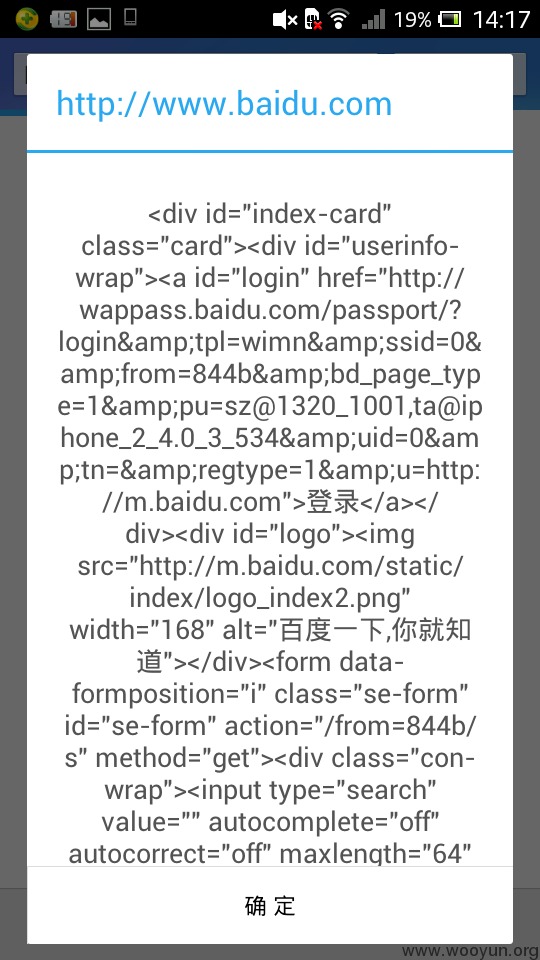 19% 14:17
http://www.baidu.com
<div id="index-card"
class="card"><div id="userinfo-
wrap"><a id="login" href="http://
wappass.baidu.com/passport/?
login&amp;tpl=wimn&amp;ssid=0&
amp;from=844b&amp;bd_page_typ
e=1&amp;pu=sz@1320_1001,ta@ip
hone_2_4.0_3_534&amp;uid=0&am
p;tn=&amp;regtype=1&amp;u=http:
//m.baidu.com">登录</a></
div><div id="logo"><img
src="http://m.baidu.com/static/
index/logo_index2.png"
width="168" alt="百度一下,你就知
道"></div><form data-
formposition="i" class="se-form"
id="se-form" action="/from=844b/
s" method="get"><div class="con-
wrap"><input type="search"
value="" autocomplete="off"
autocorrect="off" maxlength="64"
确定
www.wooyun.org